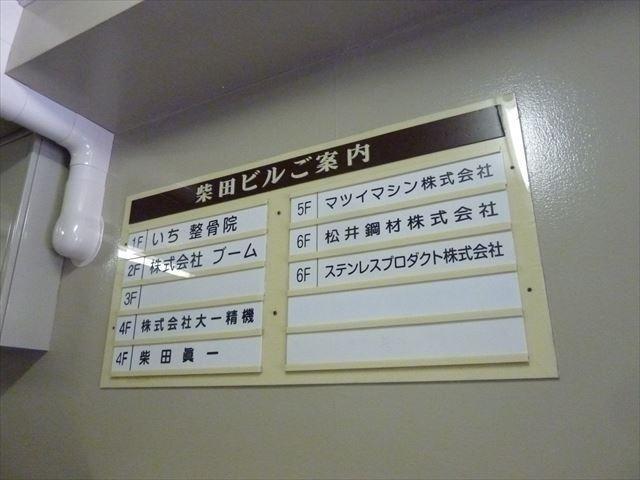 柴田ビルご案内
1F いち 整骨院
2F 株式会社 ブーム
3F
4F 株式会社大一精機
4F 柴田 眞一
5F マツイマシン株式会社
6F 松井鋼材株式会社
6F ステンレスプロダクト株式会社